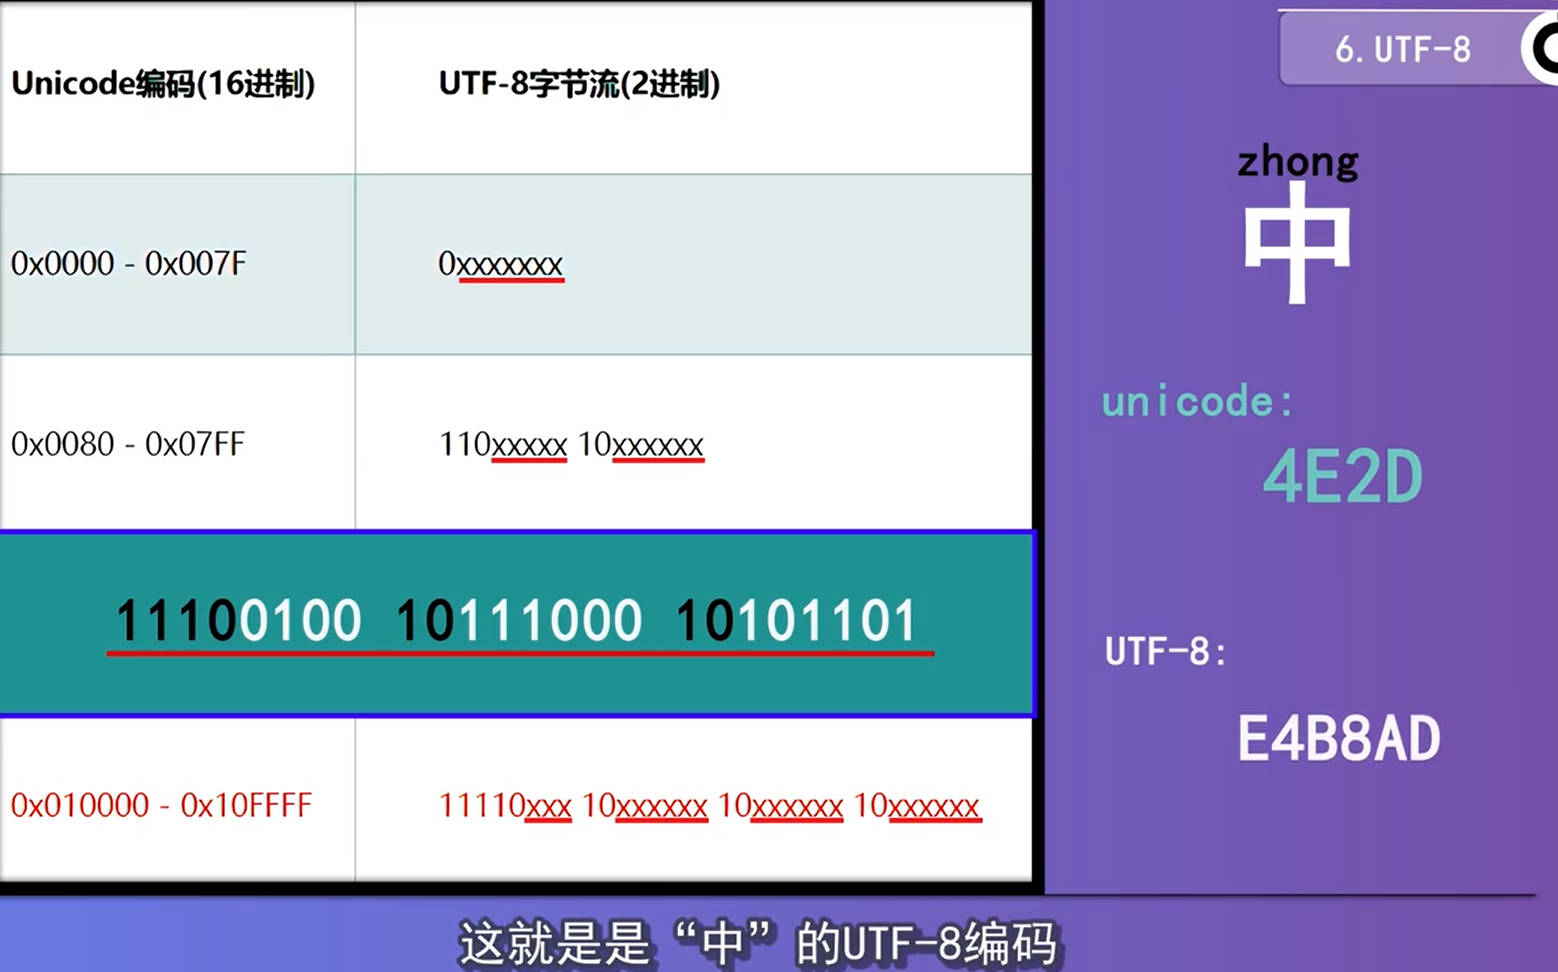 Unicode编码(16进制) UTF-8字节流(2进制)
0x0000 - 0x007F 0xxxxxxx
0x0080 - 0x07FF 110xxxxx 10xxxxxx
11100100 10111000 10101101
0x010000 - 0x10FFFF 11110xxx 10xxxxxx 10xxxxxx 10xxxxxx
6. UTF-8
zhong
中
unicode:
4E2D
UTF-8:
E4B8AD
这就是是“中”的UTF-8编码